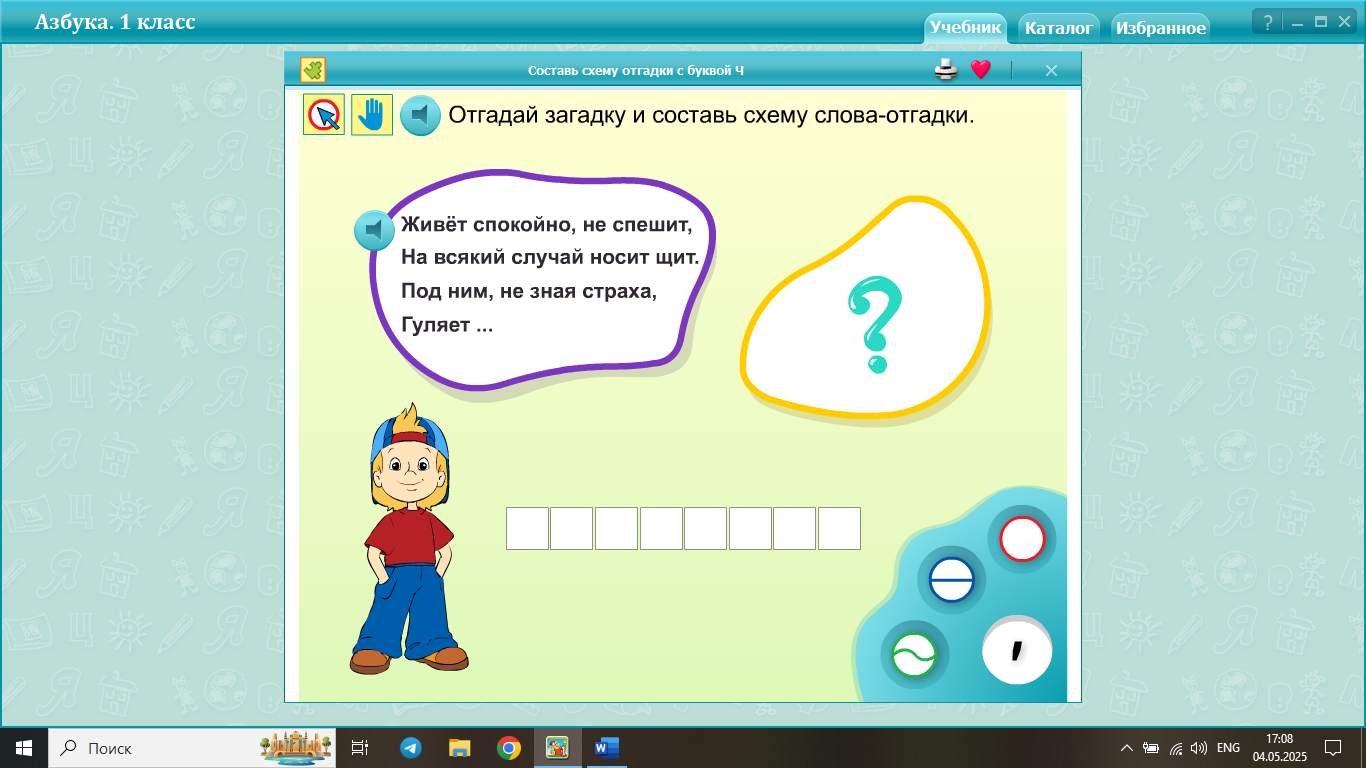 Азбука. 1 класс
Учебник
Каталог
Избранное
?
Составь схему отгадки с буквой Ч
Отгадай загадку и составь схему слова-отгадки.
Живёт спокойно, не спешит,
На всякий случай носит щит.
Под ним, не зная страха,
Гуляет ...
?
Поиск
ENG
17:08
04.05.2025